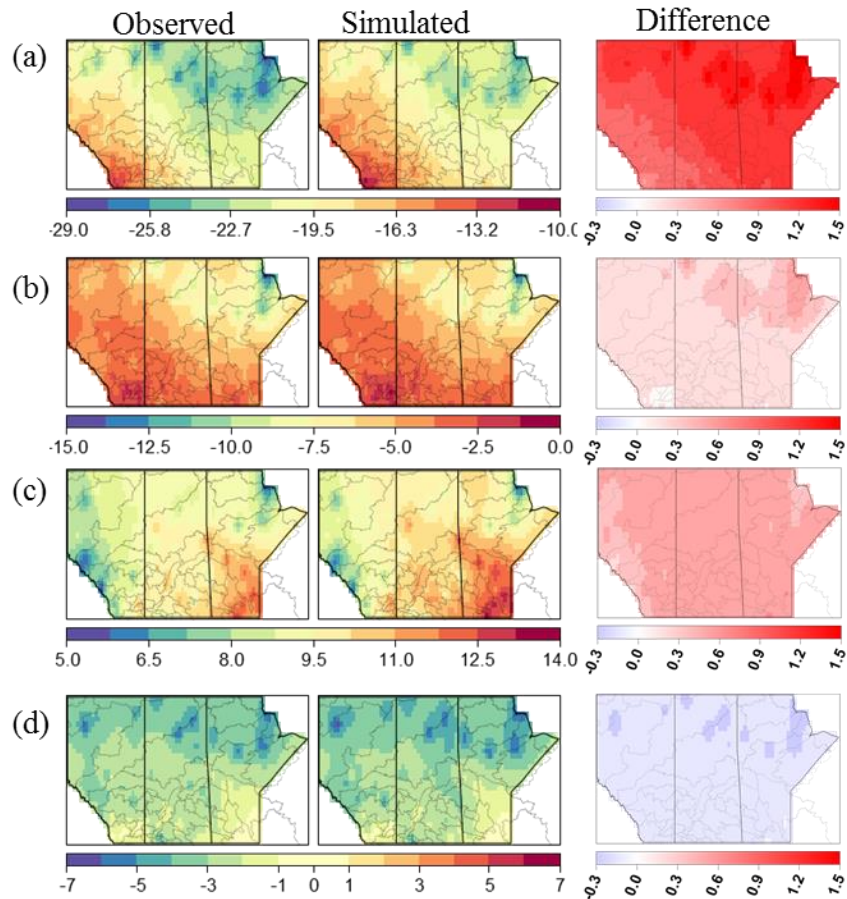 Observed Simulated Difference
(a)
-29.0 -25.8 -22.7 -19.5 -16.3 -13.2 -10.0
-0.3 0.0 0.3 0.6 0.9 1.2 1.5
(b)
-15.0 -12.5 -10.0 -7.5 -5.0 -2.5 0.0
-0.3 0.0 0.3 0.6 0.9 1.2 1.5
(c)
5.0 6.5 8.0 9.5 11.0 12.5 14.0
-0.3 0.0 0.3 0.6 0.9 1.2 1.5
(d)
-7 -5 -3 -1 0 1 3 5 7
-0.3 0.0 0.3 0.6 0.9 1.2 1.5